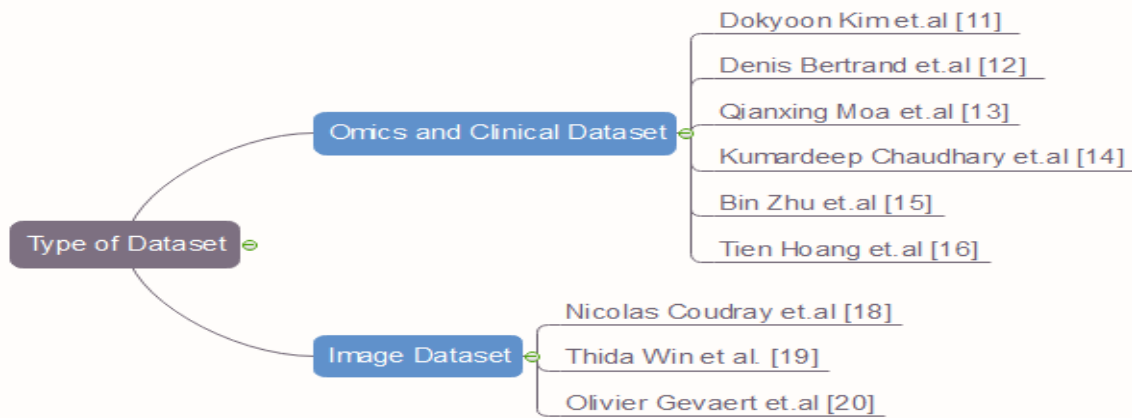 Type of Dataset
Omics and Clinical Dataset
Dokyoon Kim et.al [11]
Denis Bertrand et.al [12]
Qianxing Moa et.al [13]
Kumardeep Chaudhary et.al [14]
Bin Zhu et.al [15]
Tien Hoang et.al [16]
Image Dataset
Nicolas Coudray et.al [18]
Thida Win et al. [19]
Olivier Gevaert et.al [20]